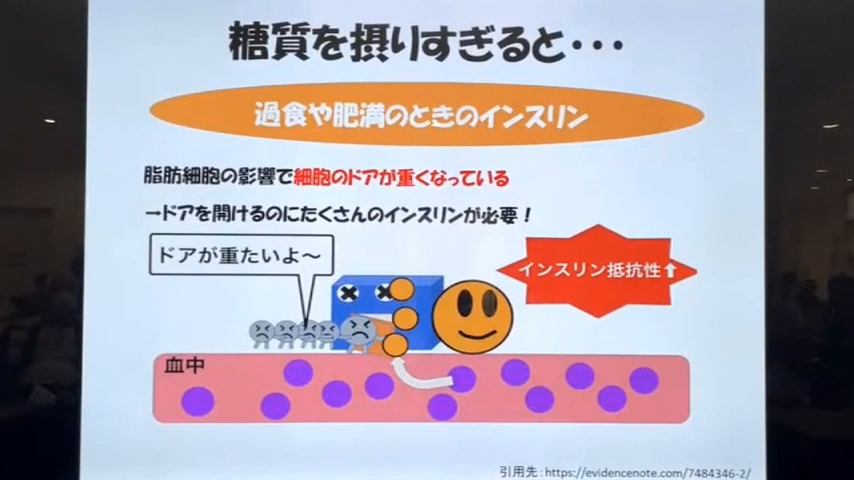 糖質を摂りすぎると・・・
過食や肥満のときのインスリン
脂肪細胞の影響で細胞のドアが重くなっている
→ドアを開けるのにたくさんのインスリンが必要！
ドアが重たいよ～
インスリン抵抗性⬆
血中
引用先：https://evidencenote.com/7484346-2/